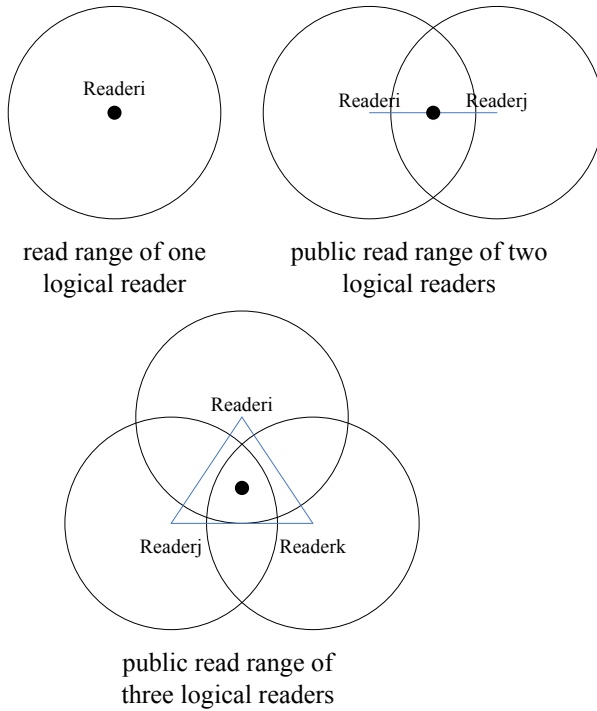 Readeri
Readeri Readerj
read range of one
logical reader
public read range of two
logical readers
Readeri
Readerj Readerk
public read range of
three logical readers